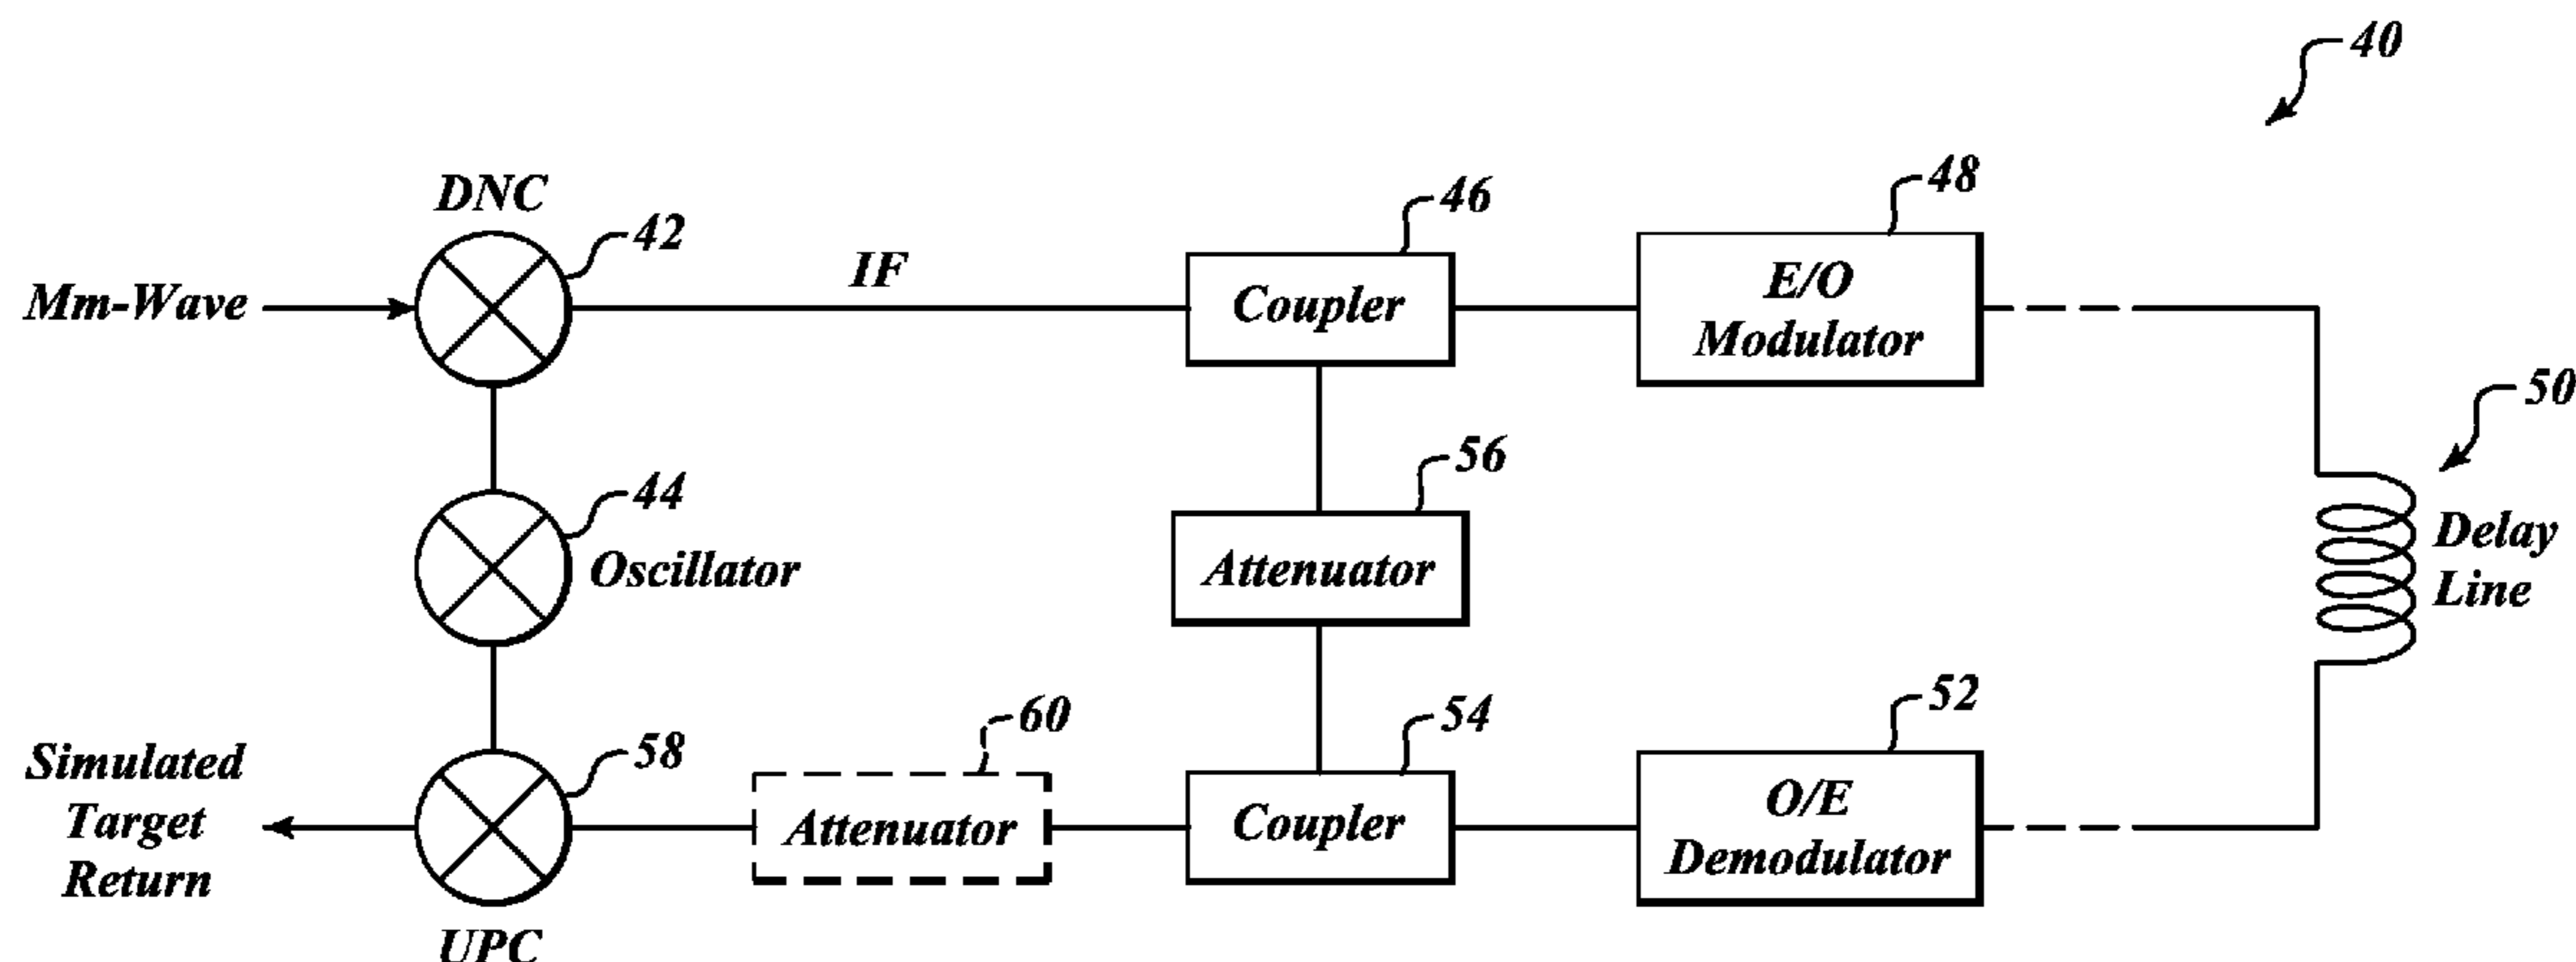 40
DNC
42
Mm-Wave
IF
46
Coupler
48
E/O
Modulator
50
Delay
Line
44
Oscillator
56
Attenuator
Simulated
Target
Return
58
UPC
60
Attenuator
54
Coupler
52
O/E
Demodulator